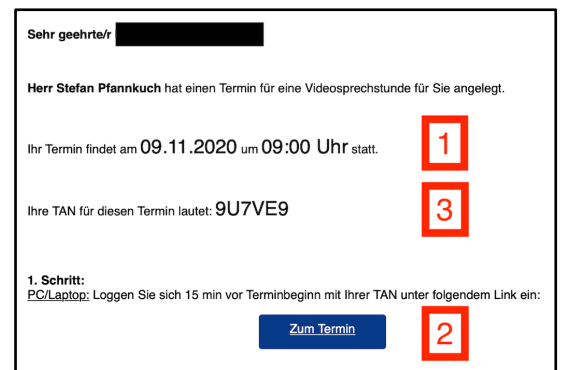 Sehr geehrte/r
Herr Stefan Pfannkuch hat einen Termin für eine Videosprechstunde für Sie angelegt.
Ihr Termin findet am 09.11.2020 um 09:00 Uhr statt.
1
Ihre TAN für diesen Termin lautet: 9U7VE9
3
1. Schritt:
PC/Laptop: Loggen Sie sich 15 min vor Terminbeginn mit Ihrer TAN unter folgendem Link ein:
Zum Termin
2